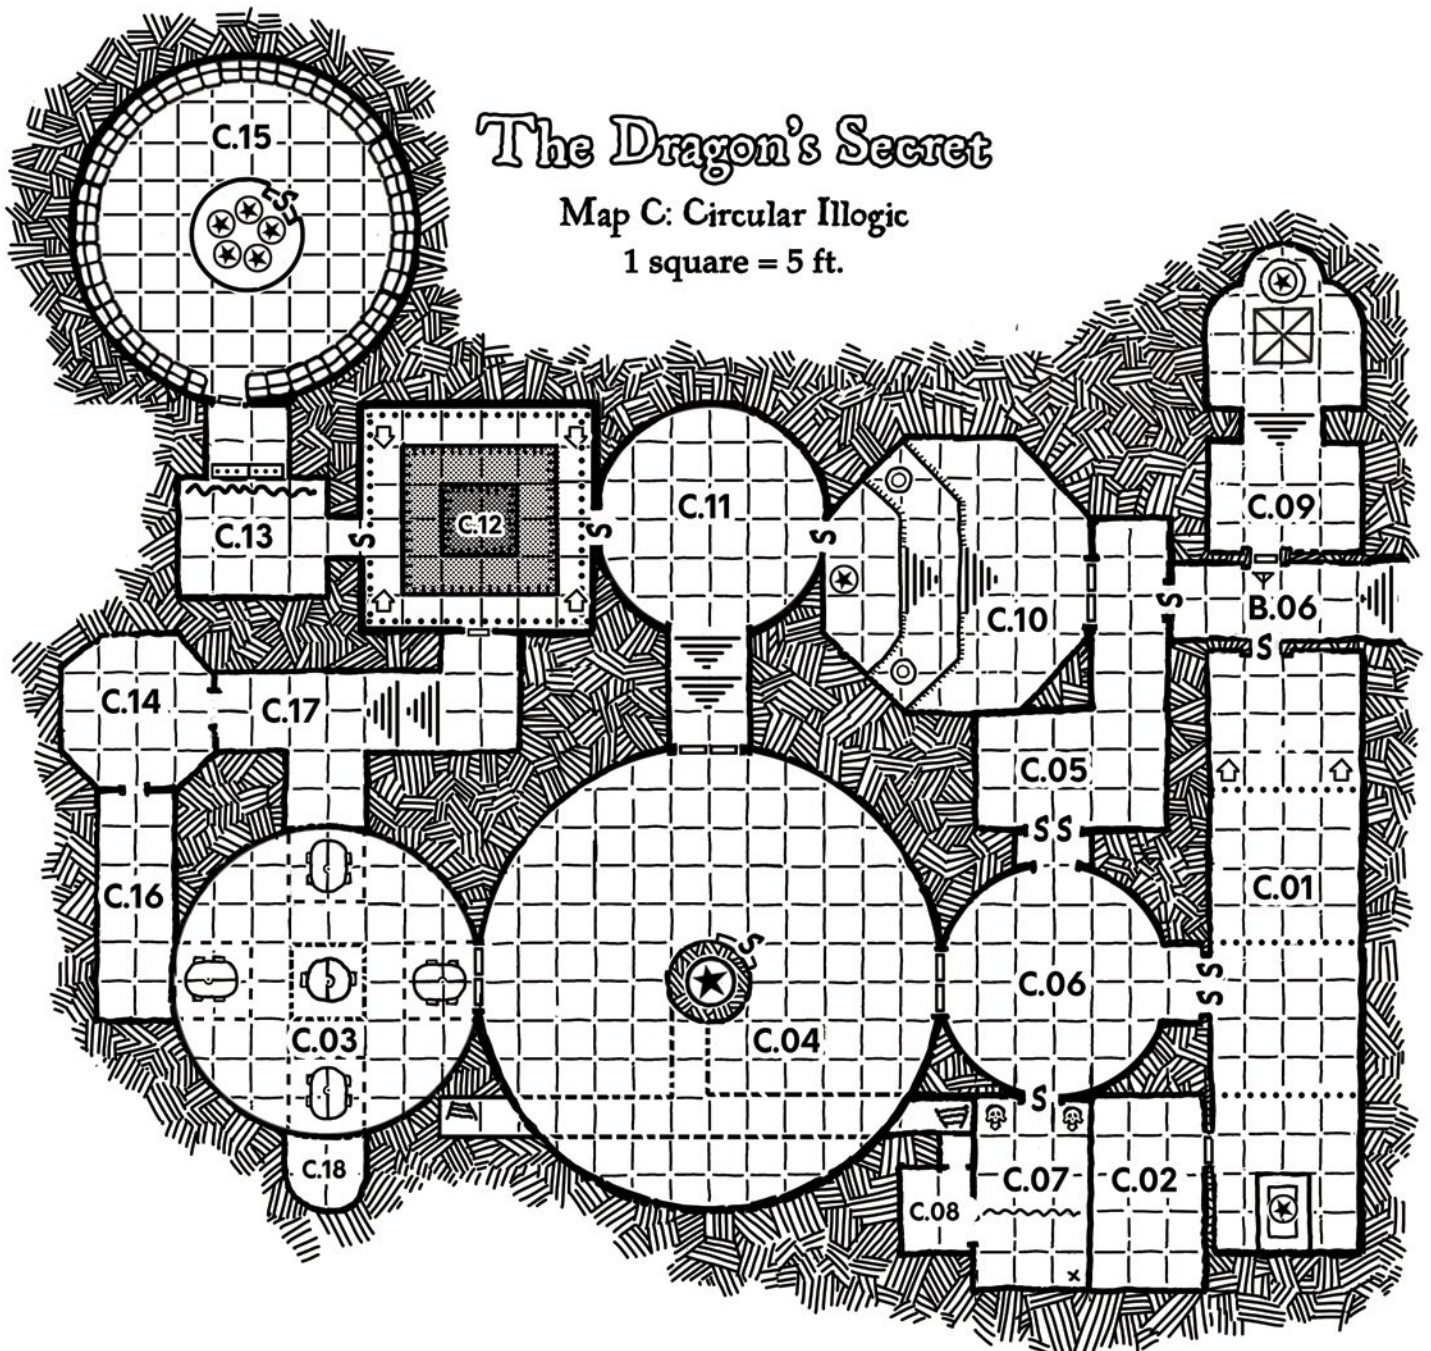 The Dragon's Secret
Map C: Circular Illogic
1 square = 5 ft.
C.15
S
C.12
S
S
C.11
S
C.13
C.09
C.10
S
B.06
S
C.14
C.17
C.05
S S
C.16
C.01
S
C.06
S
S
C.03
C.04
S
C.18
C.07
C.02
C.08
x